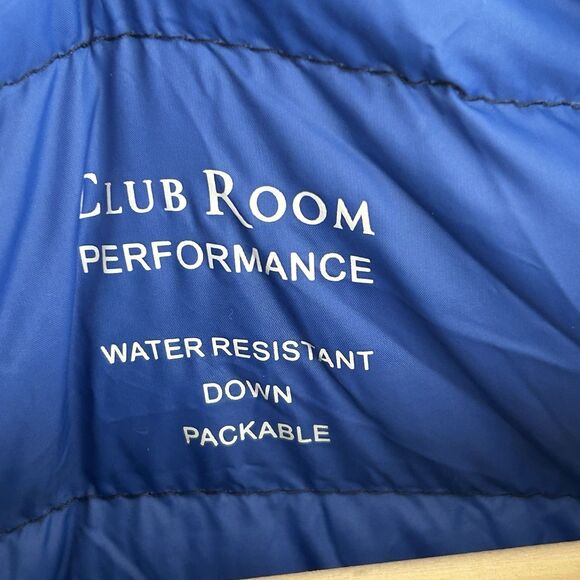 CLUB ROOM
PERFORMANCE
WATER RESISTANT
DOWN
PACKABLE